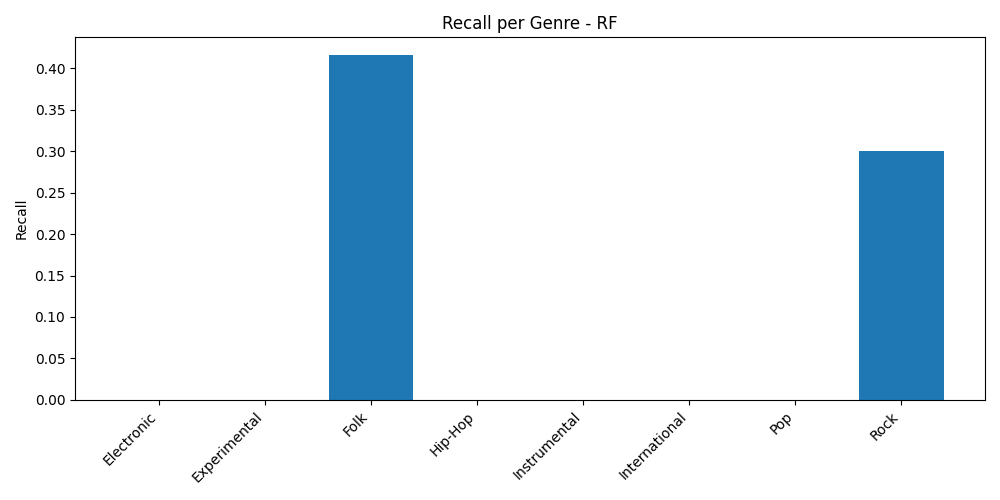 Recall per Genre - RF
0.40
0.35
0.30
0.25
0.20
0.15
0.10
0.05
0.00
Recall
Electronic
Experimental
Folk
Hip-Hop
Instrumental
International
Pop
Rock